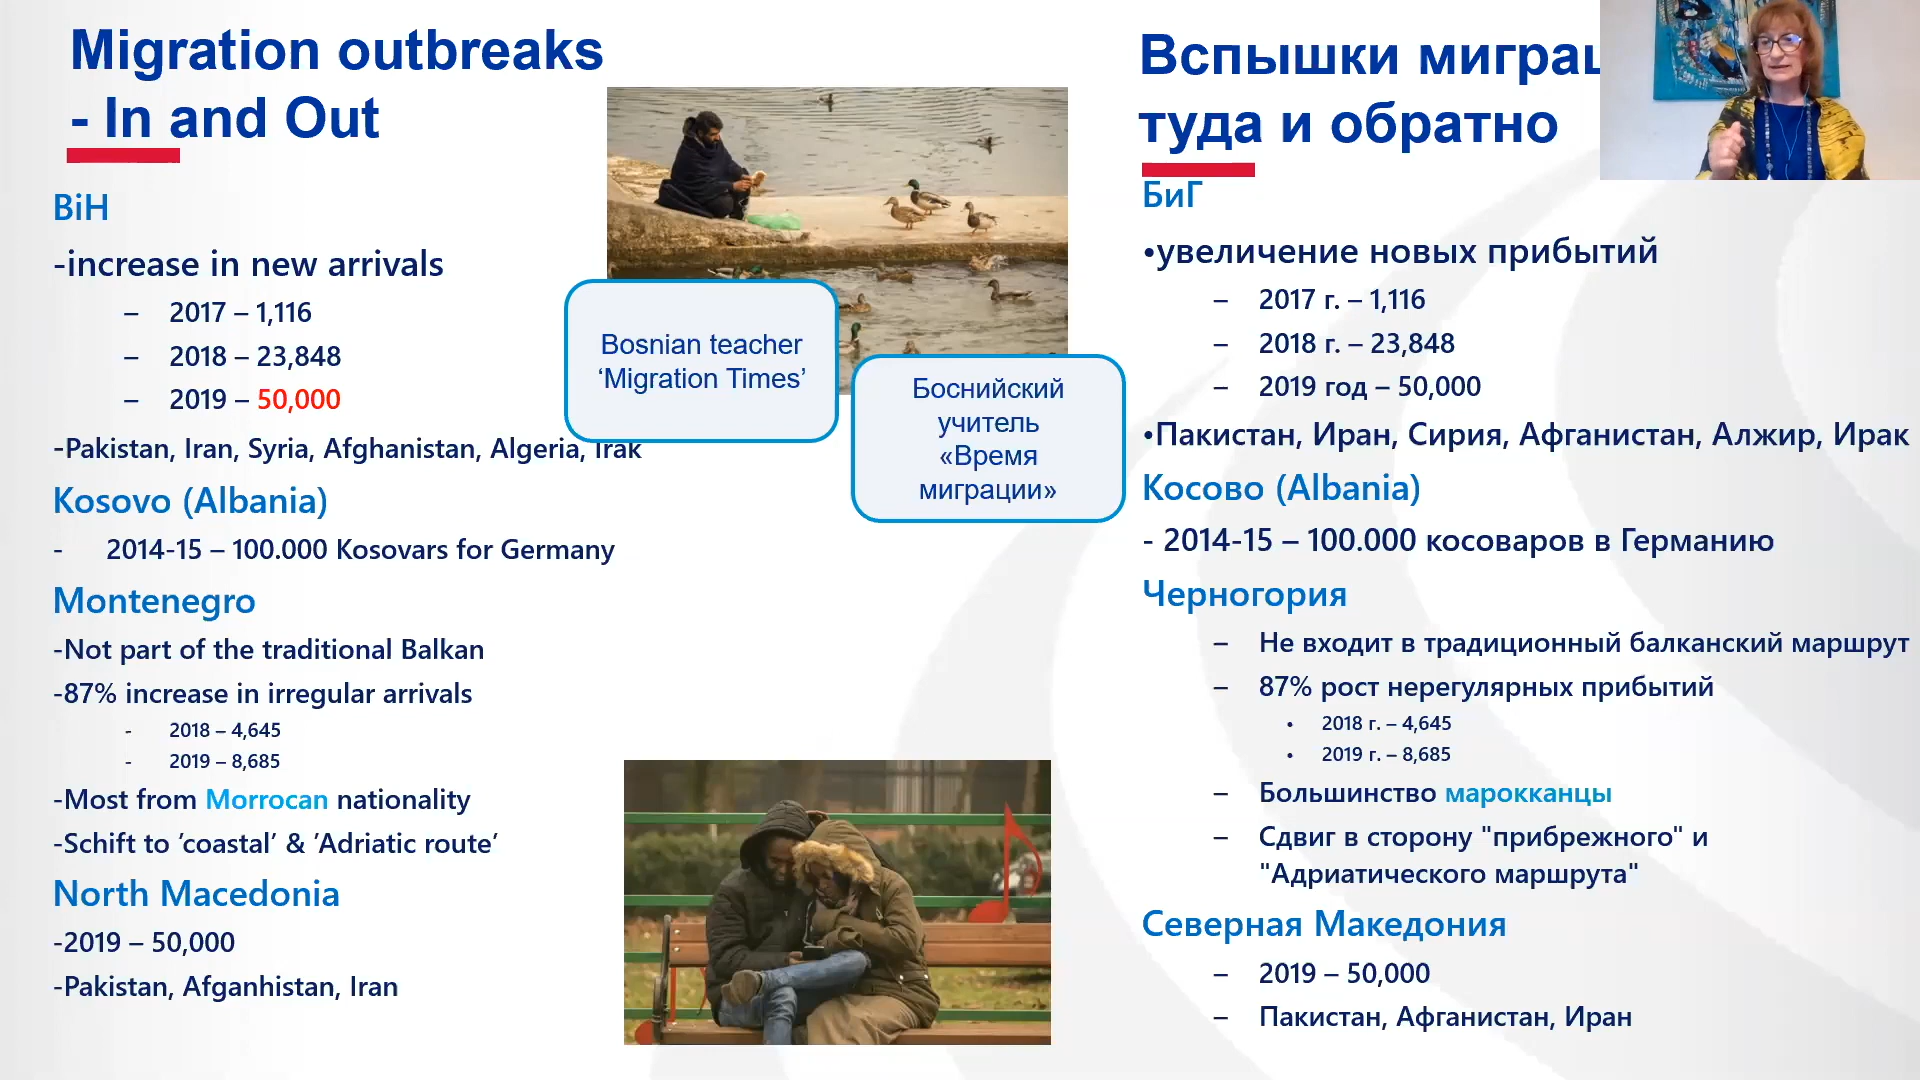 Migration outbreaks
- In and Out
BiH
-increase in new arrivals
– 2017 – 1,116
– 2018 – 23,848
– 2019 – 50,000
-Pakistan, Iran, Syria, Afghanistan, Algeria, Irak
Kosovo (Albania)
- 2014-15 – 100.000 Kosovars for Germany
Montenegro
-Not part of the traditional Balkan
-87% increase in irregular arrivals
- 2018 – 4,645
- 2019 – 8,685
-Most from Morrocan nationality
-Schift to ‘coastal’ & ’Adriatic route’
North Macedonia
-2019 – 50,000
-Pakistan, Afganhistan, Iran
Bosnian teacher
‘Migration Times’
Боснийский
учитель
«Время
миграции»
Вспышки миграц
туда и обратно
БиГ
•увеличение новых прибытий
– 2017 г. – 1,116
– 2018 г. – 23,848
– 2019 год – 50,000
•Пакистан, Иран, Сирия, Афганистан, Алжир, Ирак
Косово (Albania)
- 2014-15 – 100.000 косоваров в Германию
Черногория
– Не входит в традиционный балканский маршрут
– 87% рост нерегулярных прибытий
• 2018 г. – 4,645
• 2019 г. – 8,685
– Большинство марокканцы
– Сдвиг в сторону "прибрежного" и
"Адриатического маршрута"
Северная Македония
– 2019 – 50,000
– Пакистан, Афганистан, Иран